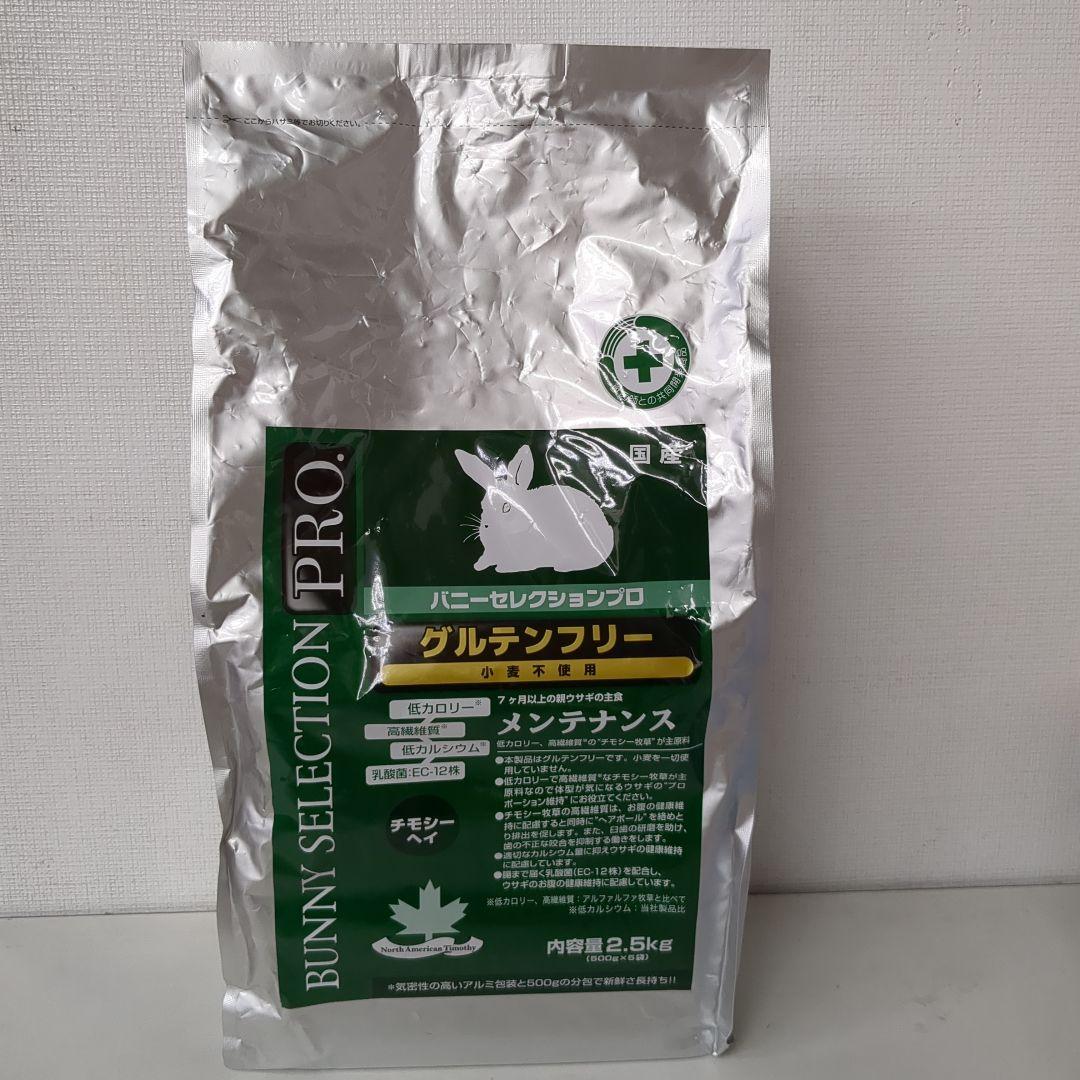 ここからハサミ等でお切りください。
師との共同開発商品
国産
BUNNY SELECTION PRO.
バニーセレクションプロ
グルテンフリー
小麦不使用
7ヶ月以上の親ウサギの主食
メンテナンス
低カロリー、高繊維質※の“チモシー牧草”が主原料
低カロリー※
高繊維質※
低カルシウム※
乳酸菌:EC-12株
チモシー
ヘイ
●本製品はグルテンフリーです。小麦を一切使
用していません。
●低カロリーで高繊維質※なチモシー牧草が主
原料なので体型が気になるウサギの“プロ
ポーション維持”にお役立てください。
●チモシー牧草の高繊維質は、お腹の健康維
持に配慮すると同時に“ヘアボール”を絡めと
り排出を促します。また、臼歯の研磨を助け、
歯の不正な咬合を抑制する働きをします。
●適切なカルシウム量に抑えウサギの健康維持
に配慮しています。
●腸まで届く乳酸菌(EC-12株)を配合し、
ウサギのお腹の健康維持に配慮しています。
※低カロリー、高繊維質:アルファルファ牧草と比べて
※低カルシウム:当社製品比
North American Timothy
内容量2.5kg
(500g×5袋)
※気密性の高いアルミ包装と500gの分包で新鮮さ長持ち!!